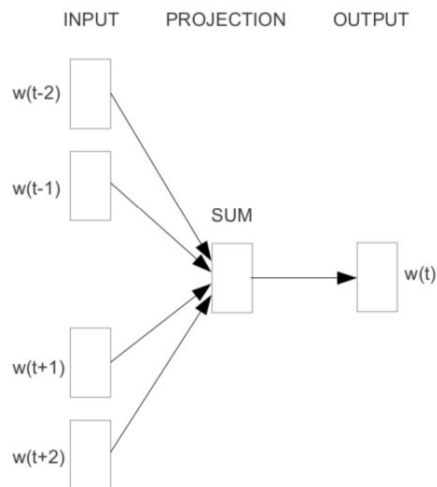 INPUT PROJECTION OUTPUT
w(t-2)
w(t-1)
SUM
w(t)
w(t+1)
w(t+2)